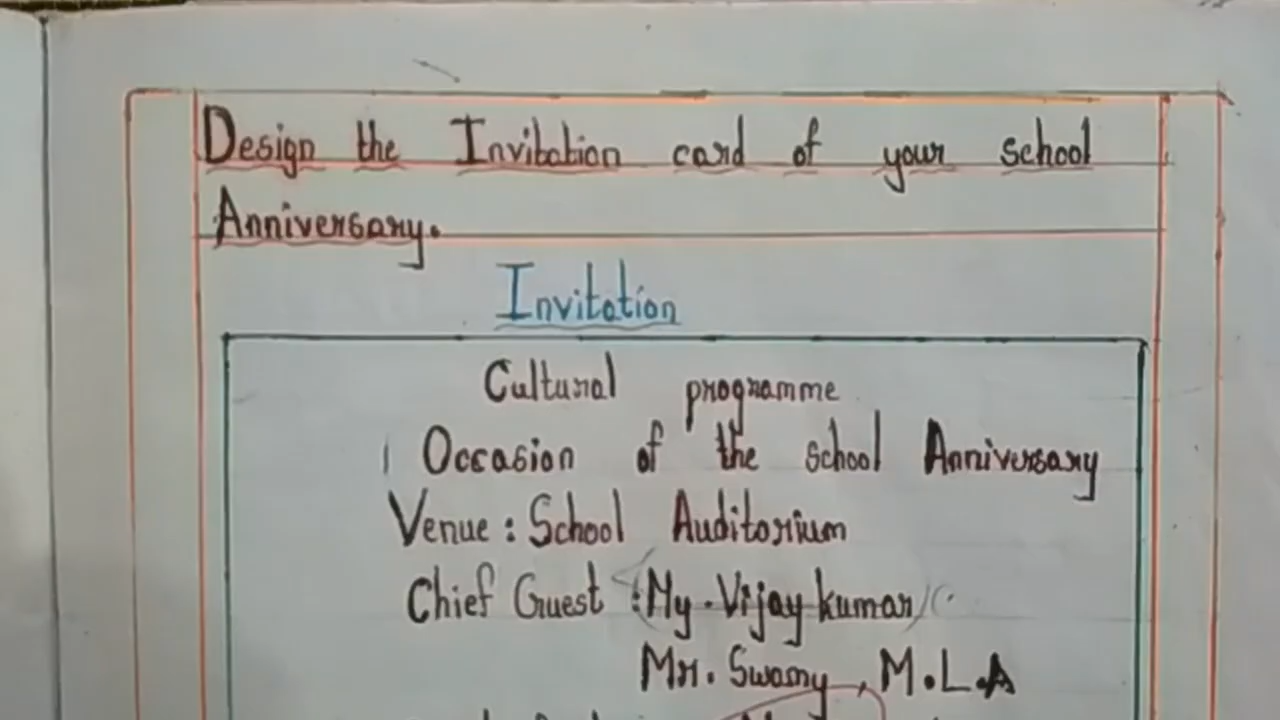 Design the Invitation card of your school
Anniversary.
Invitation
Cultural programme
Occasion of the school Anniversary
Venue : School Auditorium
Chief Guest : My . Vijay kumar
Mr. Swamy , M.L.A